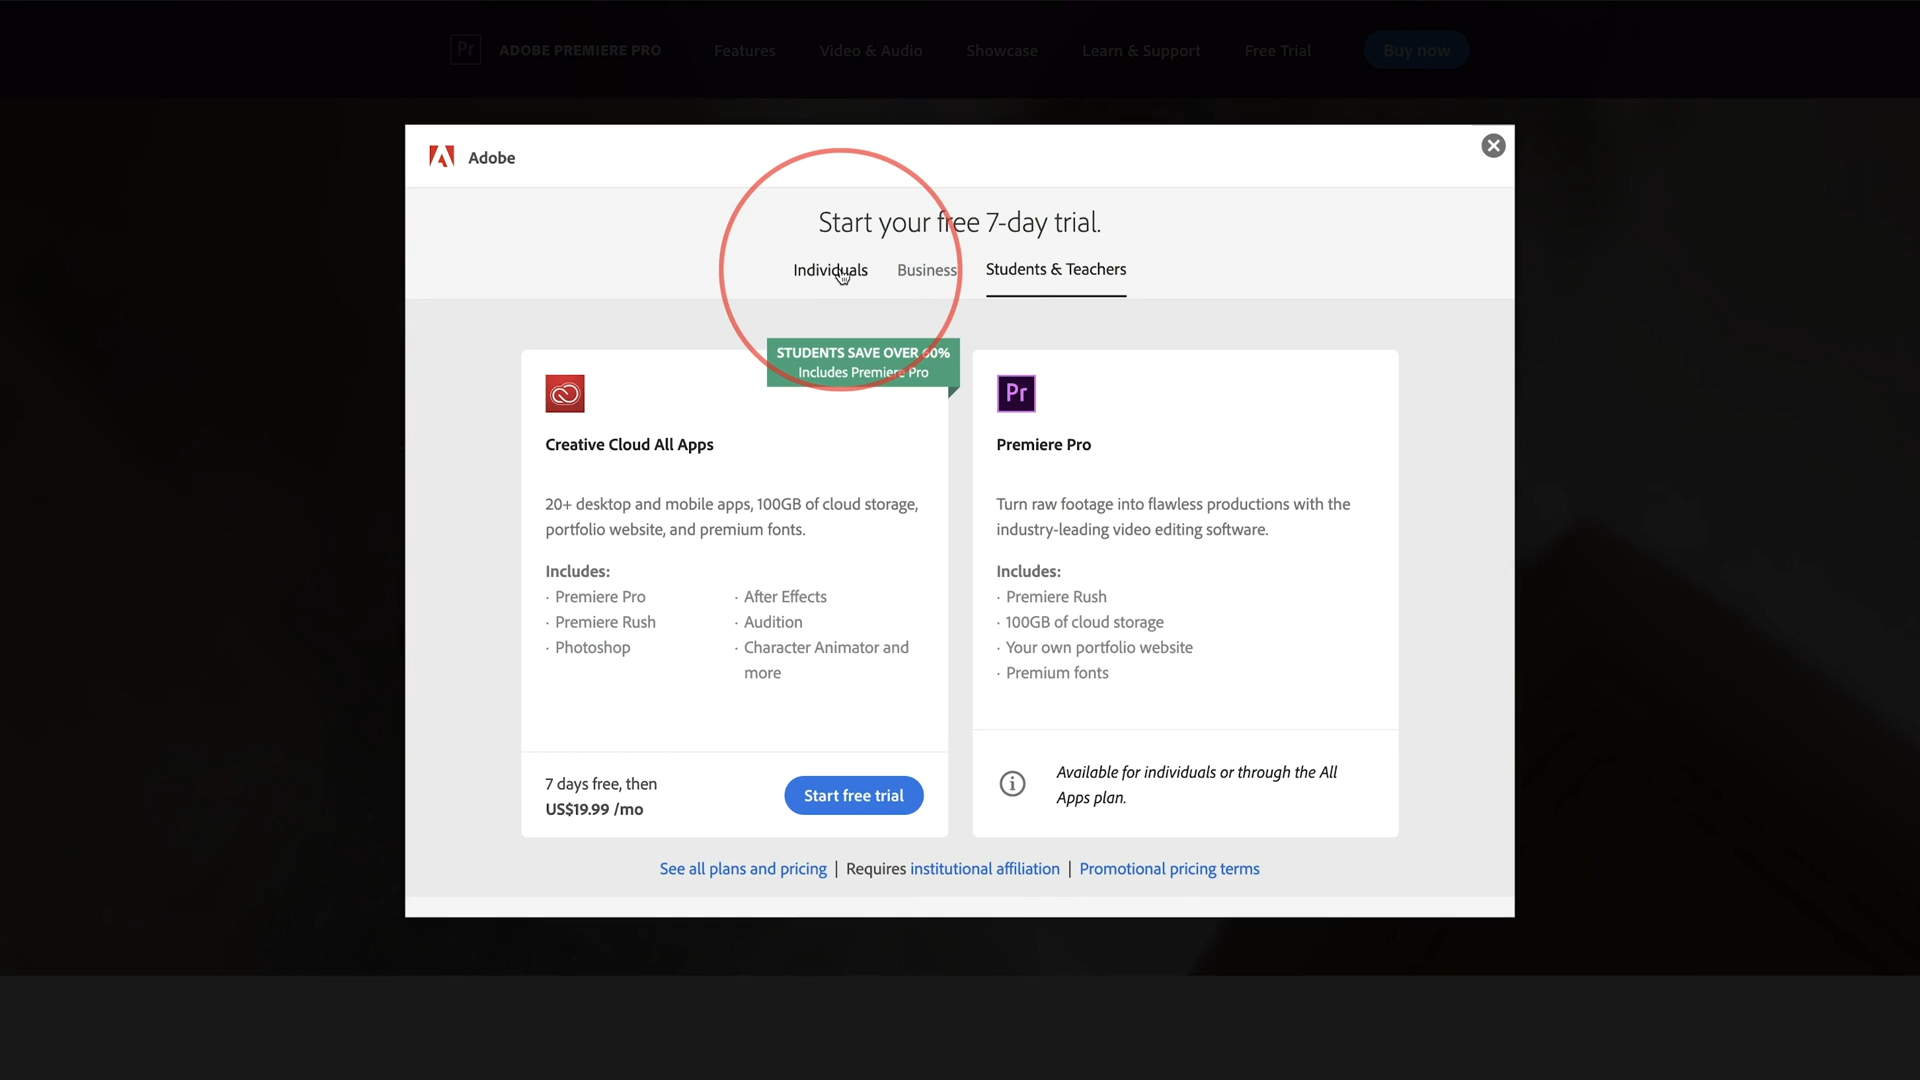 Pr ADOBE PREMIERE PRO Features Video & Audio Showcase Learn & Support Free Trial Buy now
Adobe
Start your free 7-day trial.
Individuals Business Students & Teachers
STUDENTS SAVE OVER 60%
Includes Premiere Pro
Creative Cloud All Apps
20+ desktop and mobile apps, 100GB of cloud storage,
portfolio website, and premium fonts.
Includes:
· Premiere Pro
· Premiere Rush
· Photoshop
· After Effects
· Audition
· Character Animator and
more
7 days free, then
US$19.99 /mo
Start free trial
Pr
Premiere Pro
Turn raw footage into flawless productions with the
industry-leading video editing software.
Includes:
· Premiere Rush
· 100GB of cloud storage
· Your own portfolio website
· Premium fonts
Available for individuals or through the All
Apps plan.
See all plans and pricing | Requires institutional affiliation | Promotional pricing terms